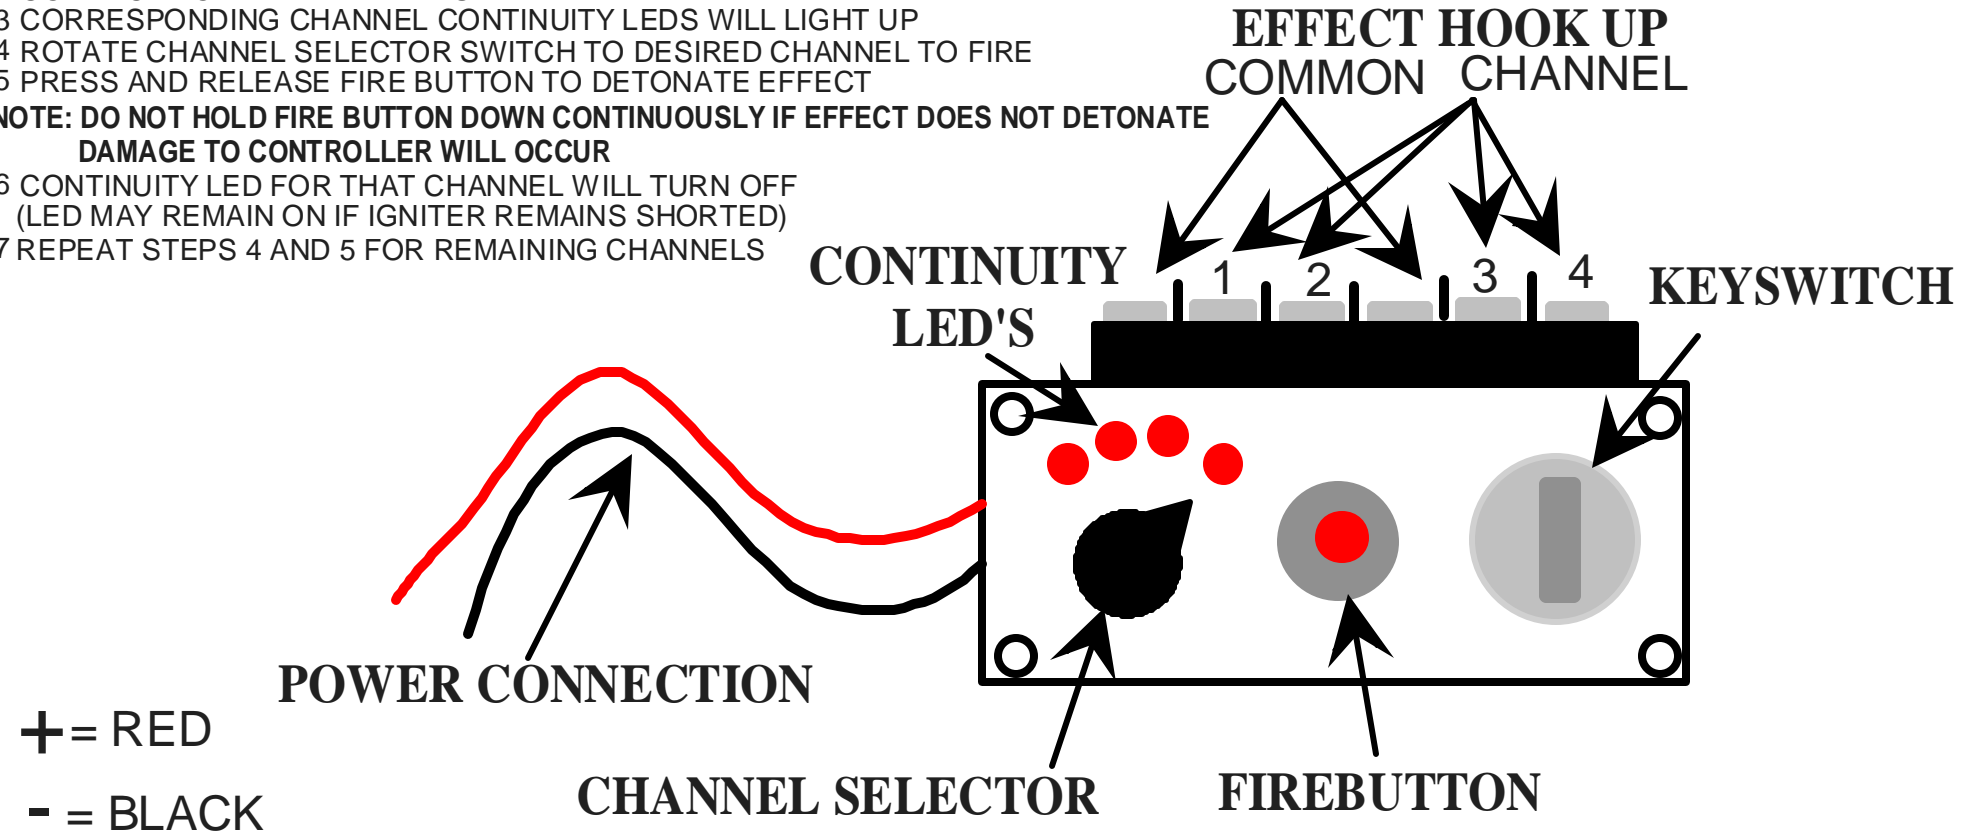 3 CORRESPONDING CHANNEL CONTINUITY LEDS WILL LIGHT UP
4 ROTATE CHANNEL SELECTOR SWITCH TO DESIRED CHANNEL TO FIRE
5 PRESS AND RELEASE FIRE BUTTON TO DETONATE EFFECT
NOTE: DO NOT HOLD FIRE BUTTON DOWN CONTINUOUSLY IF EFFECT DOES NOT DETONATE
DAMAGE TO CONTROLLER WILL OCCUR
6 CONTINUITY LED FOR THAT CHANNEL WILL TURN OFF
(LED MAY REMAIN ON IF IGNITER REMAINS SHORTED)
7 REPEAT STEPS 4 AND 5 FOR REMAINING CHANNELS
EFFECT HOOK UP
COMMON CHANNEL
1 2 3 4
CONTINUITY
LED'S
KEYSWITCH
POWER CONNECTION
+ = RED
- = BLACK
CHANNEL SELECTOR
FIREBUTTON